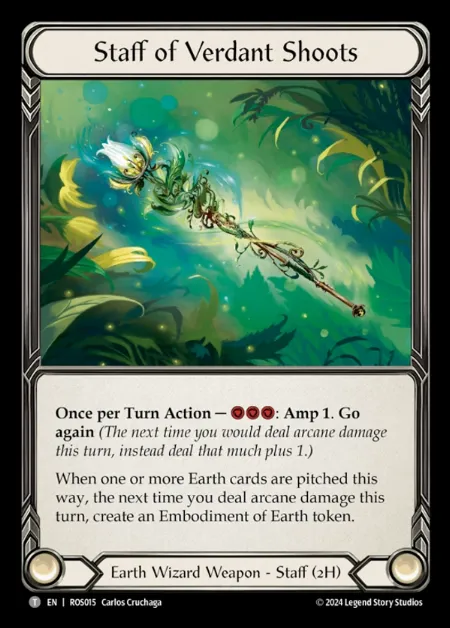 Staff of Verdant Shoots
Once per Turn Action — : Amp 1. Go
again (The next time you would deal arcane damage
this turn, instead deal that much plus 1.)
When one or more Earth cards are pitched this
way, the next time you deal arcane damage this
turn, create an Embodiment of Earth token.
Earth Wizard Weapon - Staff (2H)
T EN | ROS015 Carlos Cruchaga
© 2024 Legend Story Studios